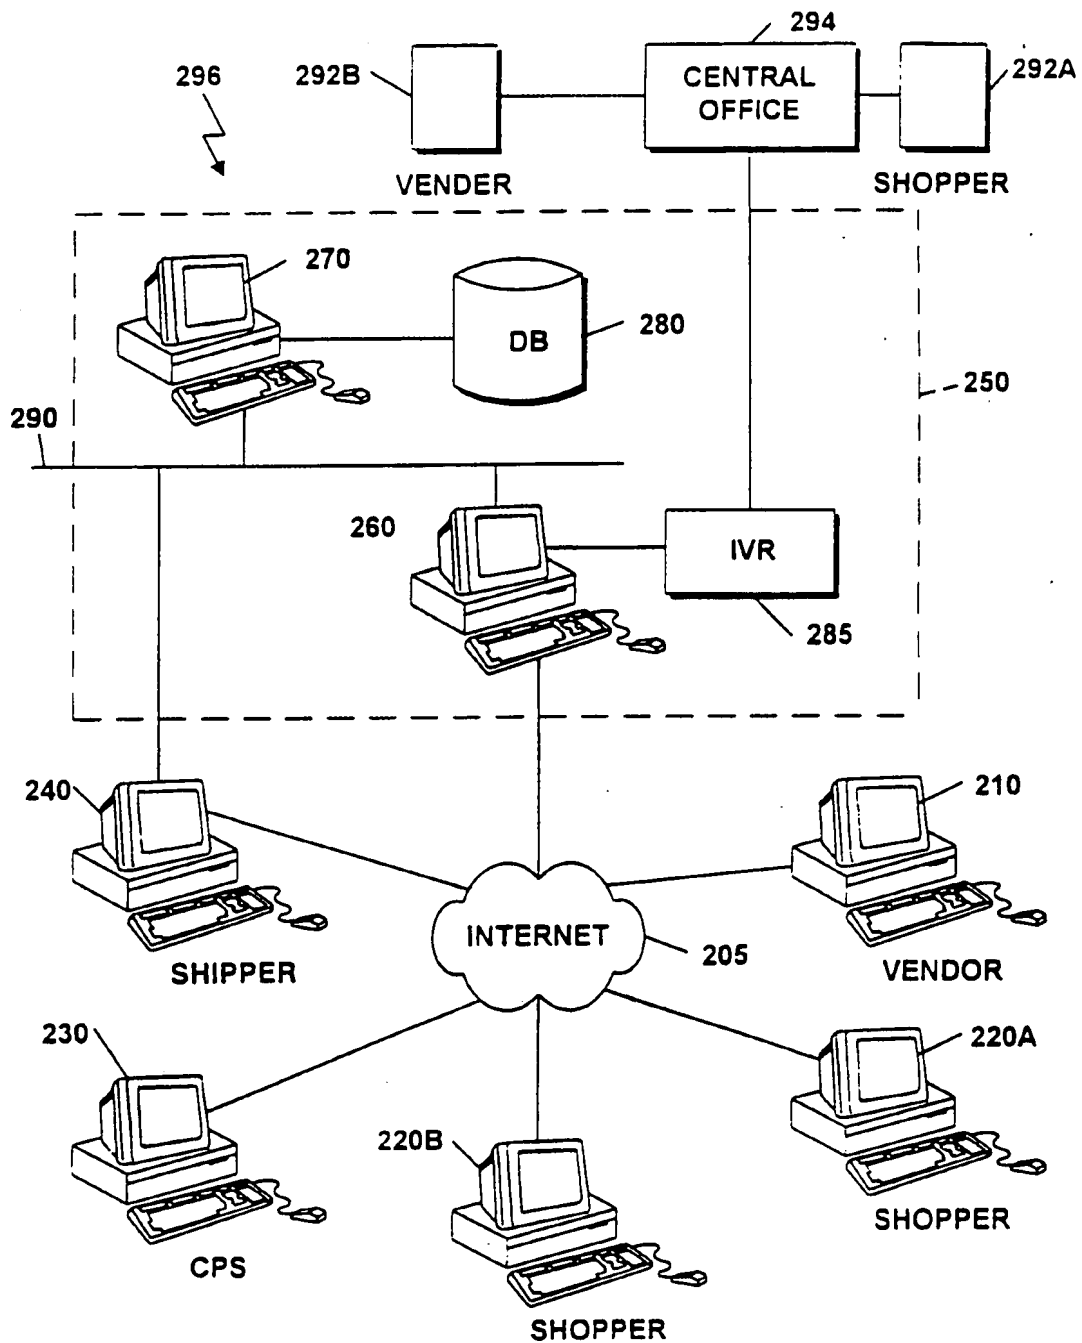 294
296
292B
CENTRAL
OFFICE
292A
VENDER
SHOPPER
270
DB
280
250
290
260
IVR
285
240
210
INTERNET
205
SHIPPER
VENDOR
230
220A
220B
CPS
SHOPPER
SHOPPER